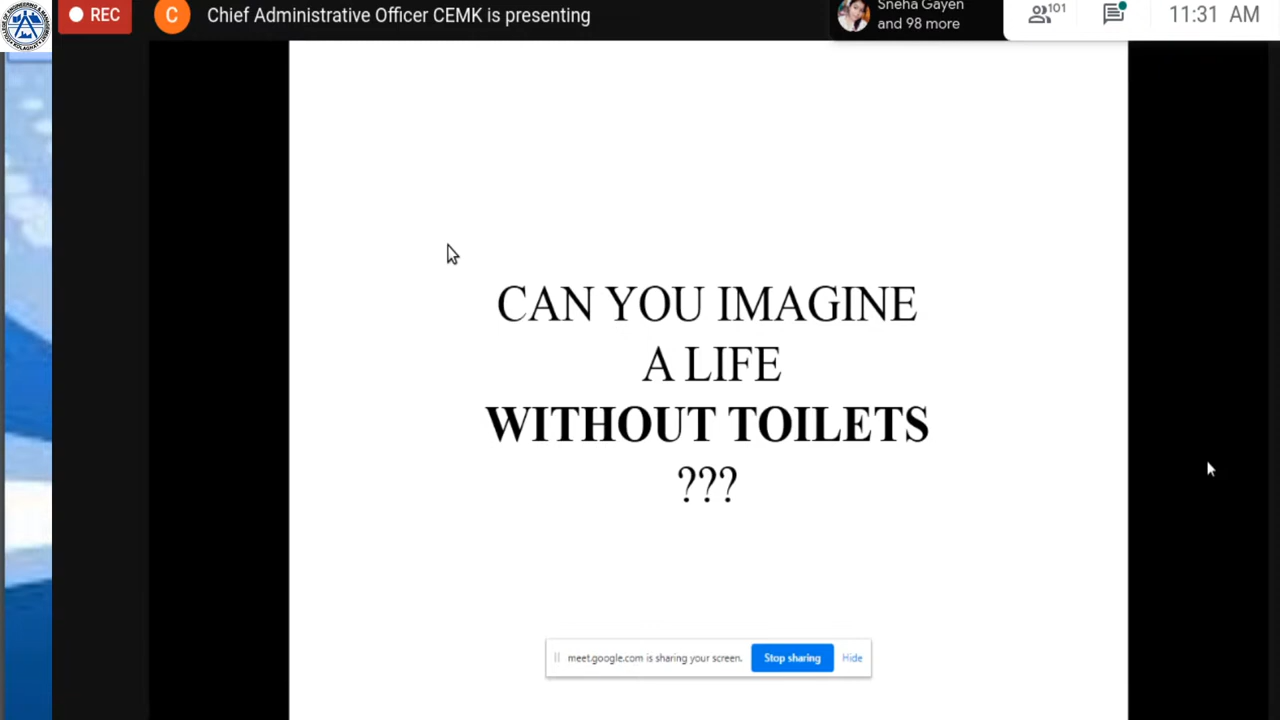 REC
C
Chief Administrative Officer CEMK is presenting
Sneha Gayen
and 98 more
101
11:31 AM
CAN YOU IMAGINE
A LIFE
WITHOUT TOILETS
???
meet.google.com is sharing your screen.
Stop sharing
Hide